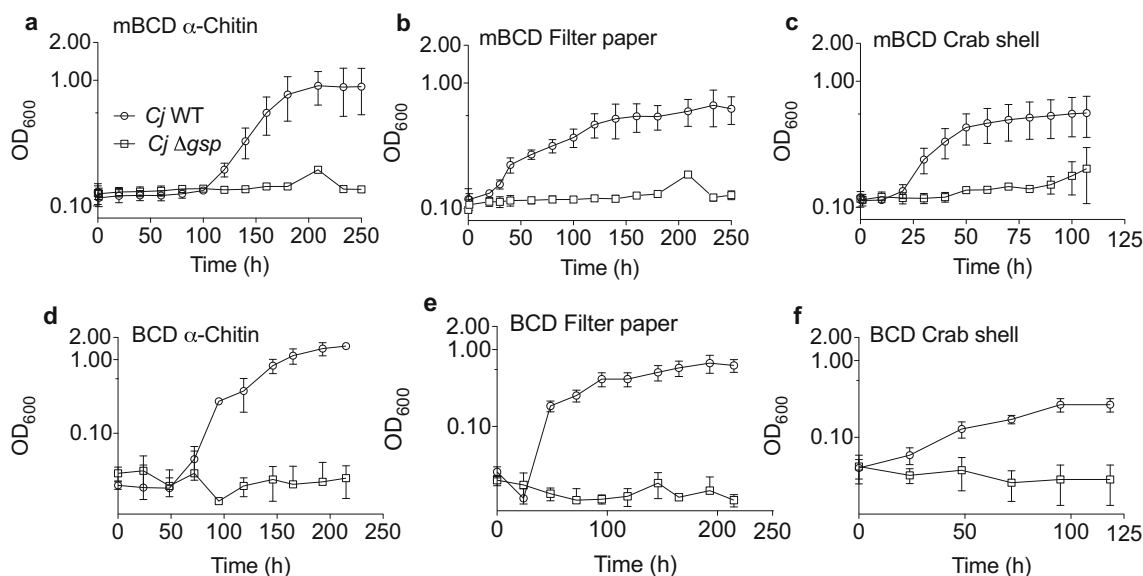 a mBCD α-Chitin
2.00
1.00
0.10
OD600
Cj WT
Cj Δgsp
0 50 100 150 200 250
Time (h)
b mBCD Filter paper
2.00
1.00
0.10
OD600
0 50 100 150 200 250
Time (h)
c mBCD Crab shell
2.00
1.00
0.10
OD600
0 25 50 75 100 125
Time (h)
d BCD α-Chitin
2.00
1.00
0.10
OD600
0 50 100 150 200 250
Time (h)
e BCD Filter paper
2.00
1.00
0.10
OD600
0 50 100 150 200 250
Time (h)
f BCD Crab shell
2.00
1.00
0.10
OD600
0 50 100 125
Time (h)